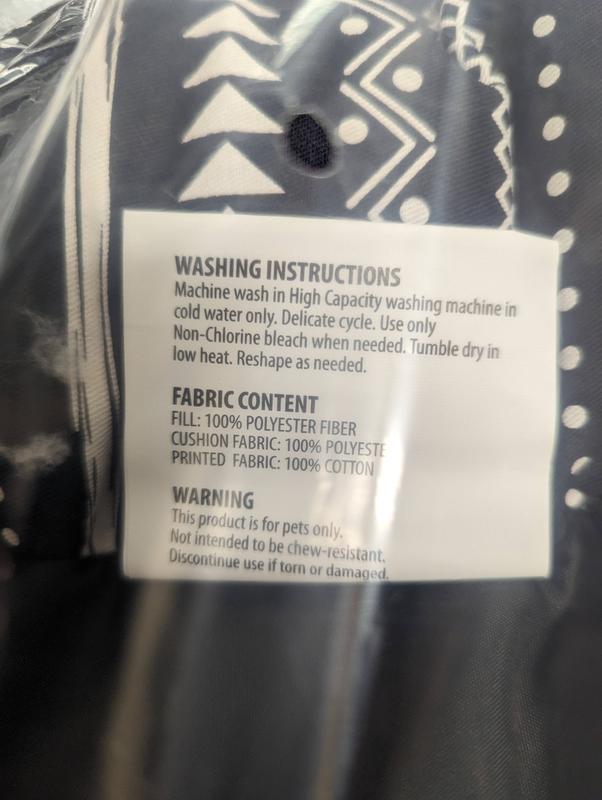 WASHING INSTRUCTIONS
Machine wash in High Capacity washing machine in
cold water only. Delicate cycle. Use only
Non-Chlorine bleach when needed. Tumble dry in
low heat. Reshape as needed.
FABRIC CONTENT
FILL: 100% POLYESTER FIBER
CUSHION FABRIC: 100% POLYESTE
PRINTED FABRIC: 100% COTTON
WARNING
This product is for pets only.
Not intended to be chew-resistant.
Discontinue use if torn or damaged.